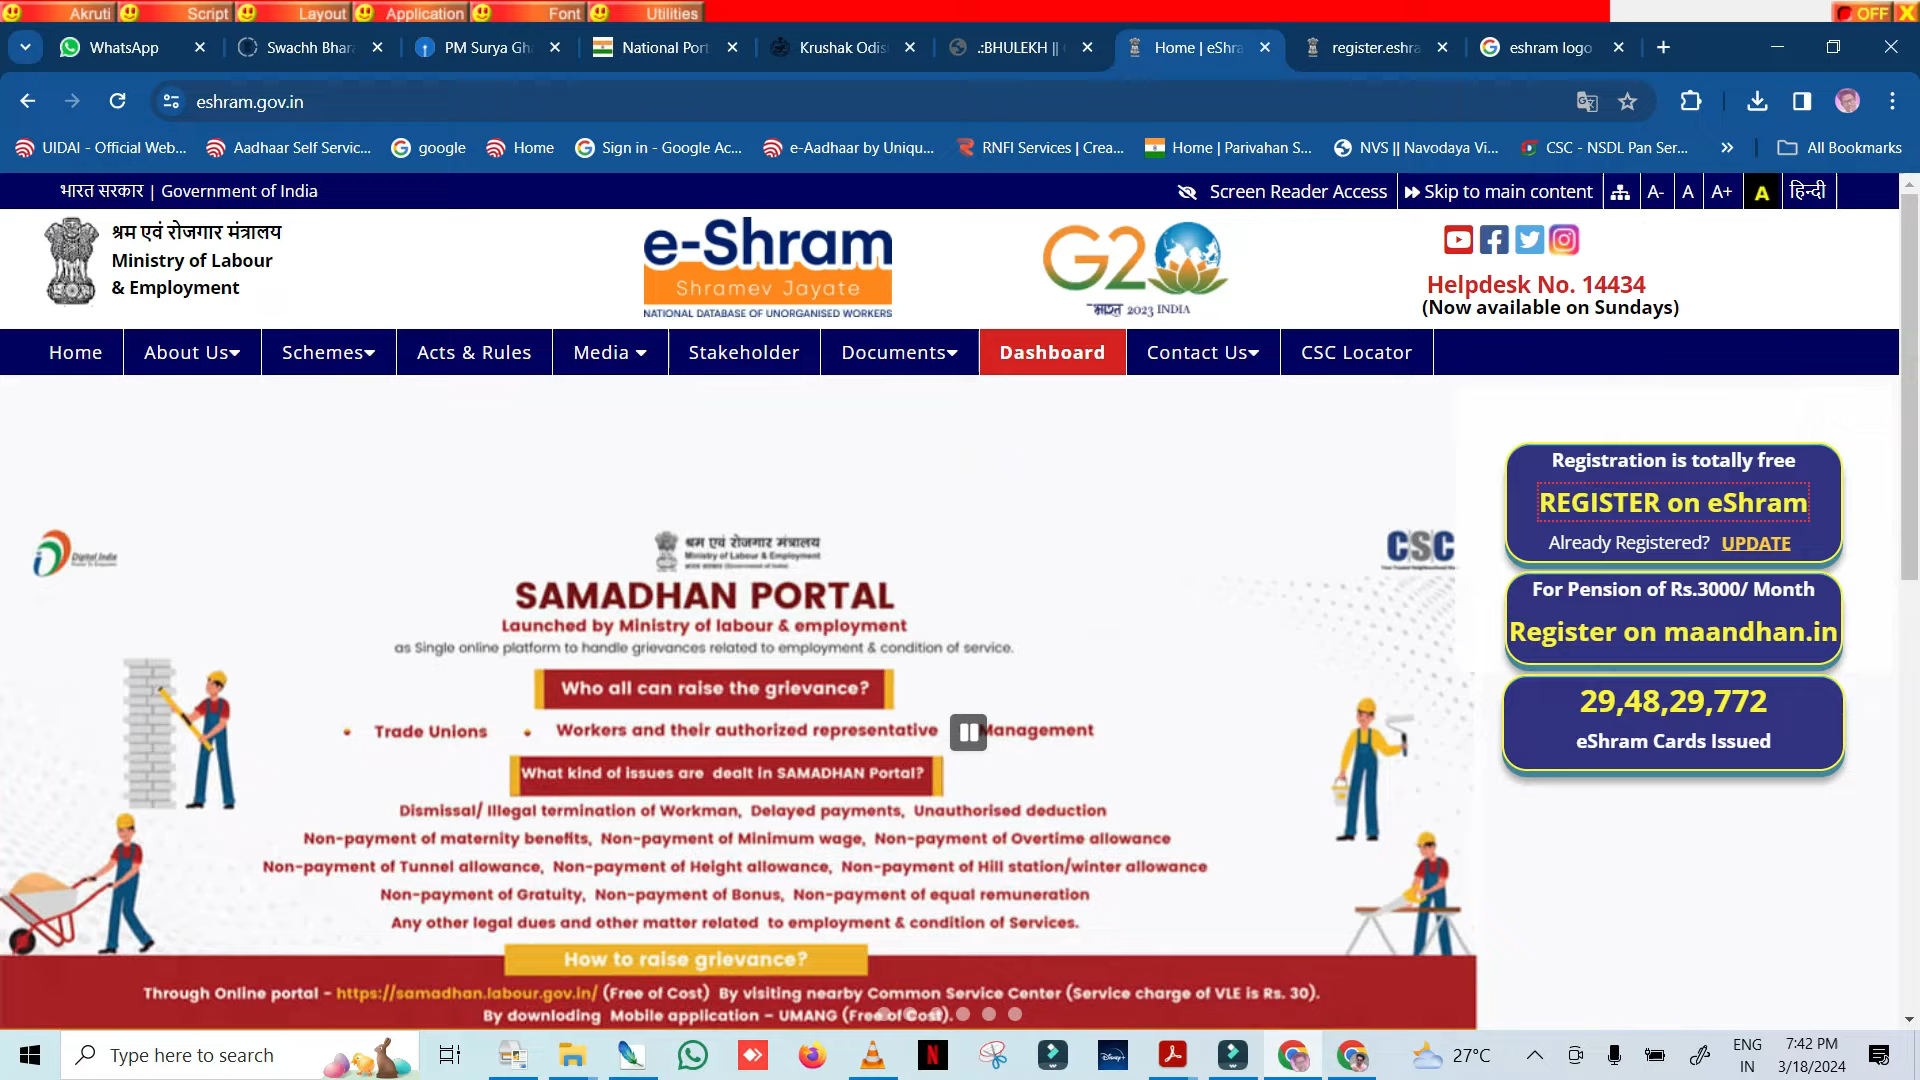 Akruti Script Layout Application Font Utilities OFF X
WhatsApp Swachh Bhara PM Surya Gh National Port Krushak Odis .:BHULEKH || Home | eShra register.eshra eshram logo
eshram.gov.in
UIDAI - Official Web... Aadhaar Self Servic... google Home Sign in - Google Ac... e-Aadhaar by Uniqu... RNFI Services | Crea... Home | Parivahan S... NVS || Navodaya Vi... CSC - NSDL Pan Ser... » All Bookmarks
भारत सरकार | Government of India Screen Reader Access Skip to main content A- A A+ A हिन्दी
श्रम एवं रोजगार मंत्रालय
Ministry of Labour
& Employment
e-Shram
Shramev Jayate
NATIONAL DATABASE OF UNORGANISED WORKERS
G20
भारत 2023 INDIA
Helpdesk No. 14434
(Now available on Sundays)
Home About Us Schemes Acts & Rules Media Stakeholder Documents Dashboard Contact Us CSC Locator
Registration is totally free
REGISTER on eShram
Already Registered? UPDATE
For Pension of Rs.3000/ Month
Register on maandhan.in
29,48,29,772
eShram Cards Issued
Digital India
श्रम एवं रोजगार मंत्रालय
Ministry of Labour & Employment
CSC
SAMADHAN PORTAL
Launched by Ministry of labour & employment
as Single online platform to handle grievances related to employment & condition of service.
Who all can raise the grievance?
• Trade Unions • Workers and their authorized representative Management
What kind of issues are dealt in SAMADHAN Portal?
Dismissal/ Illegal termination of Workman, Delayed payments, Unauthorised deduction
Non-payment of maternity benefits, Non-payment of Minimum wage, Non-payment of Overtime allowance
Non-payment of Tunnel allowance, Non-payment of Height allowance, Non-payment of Hill station/winter allowance
Non-payment of Gratuity, Non-payment of Bonus, Non-payment of equal remuneration
Any other legal dues and other matter related to employment & condition of Services.
How to raise grievance?
Through Online portal - https://samadhan.labour.gov.in/ (Free of Cost) By visiting nearby Common Service Center (Service charge of VLE is Rs. 30).
By downloding Mobile application - UMANG (Free of Cost).
Type here to search
27°C
ENG
IN
7:42 PM
3/18/2024